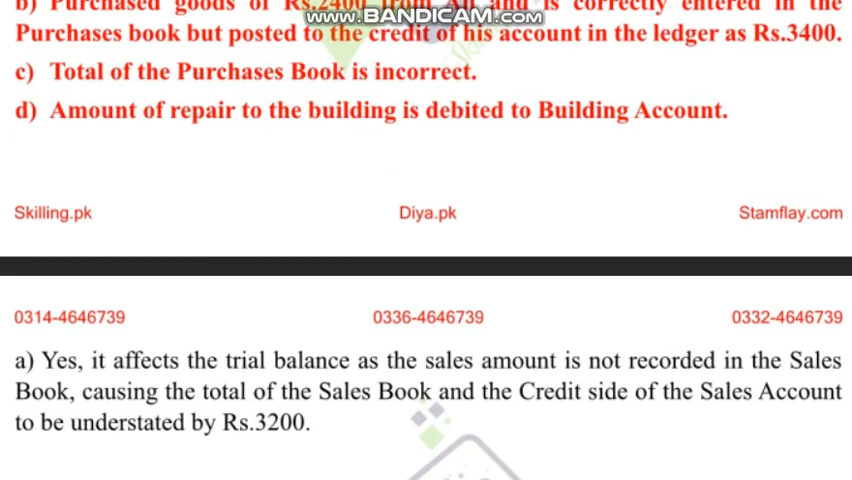 b) Purchased goods of Rs.2400 from Ali and is correctly entered in the
www.BANDICAM.com
Purchases book but posted to the credit of his account in the ledger as Rs.3400.
c) Total of the Purchases Book is incorrect.
d) Amount of repair to the building is debited to Building Account.
Skilling.pk Diya.pk Stamflay.com
0314-4646739 0336-4646739 0332-4646739
a) Yes, it affects the trial balance as the sales amount is not recorded in the Sales
Book, causing the total of the Sales Book and the Credit side of the Sales Account
to be understated by Rs.3200.